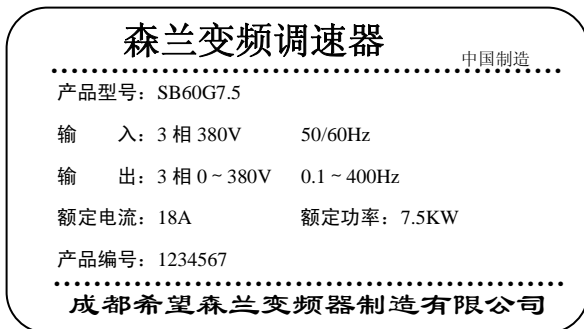 森兰变频调速器
中国制造
产品型号：SB60G7.5
输　　入：3 相 380V　　50/60Hz
输　　出：3 相 0～380V　　0.1～400Hz
额定电流：18A　　额定功率：7.5KW
产品编号：1234567
成都希望森兰变频器制造有限公司